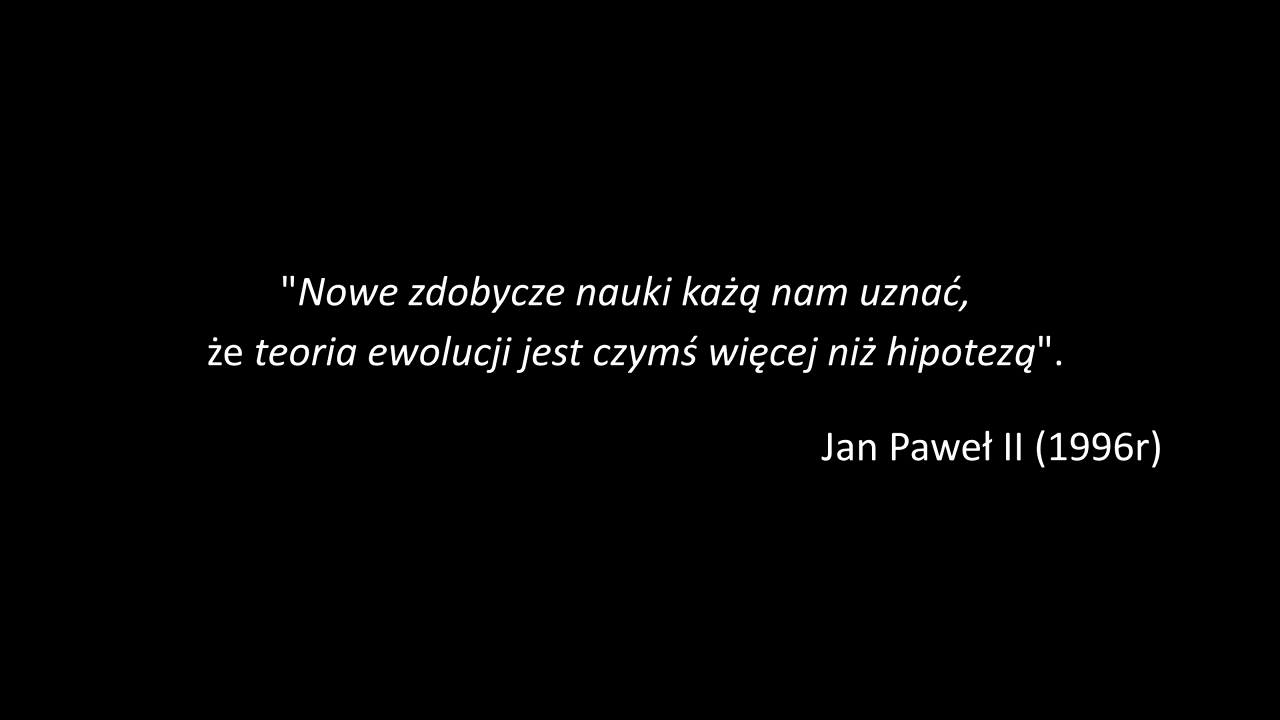 "Nowe zdobycze nauki każą nam uznać,
że teoria ewolucji jest czymś więcej niż hipotezą".
Jan Paweł II (1996r)